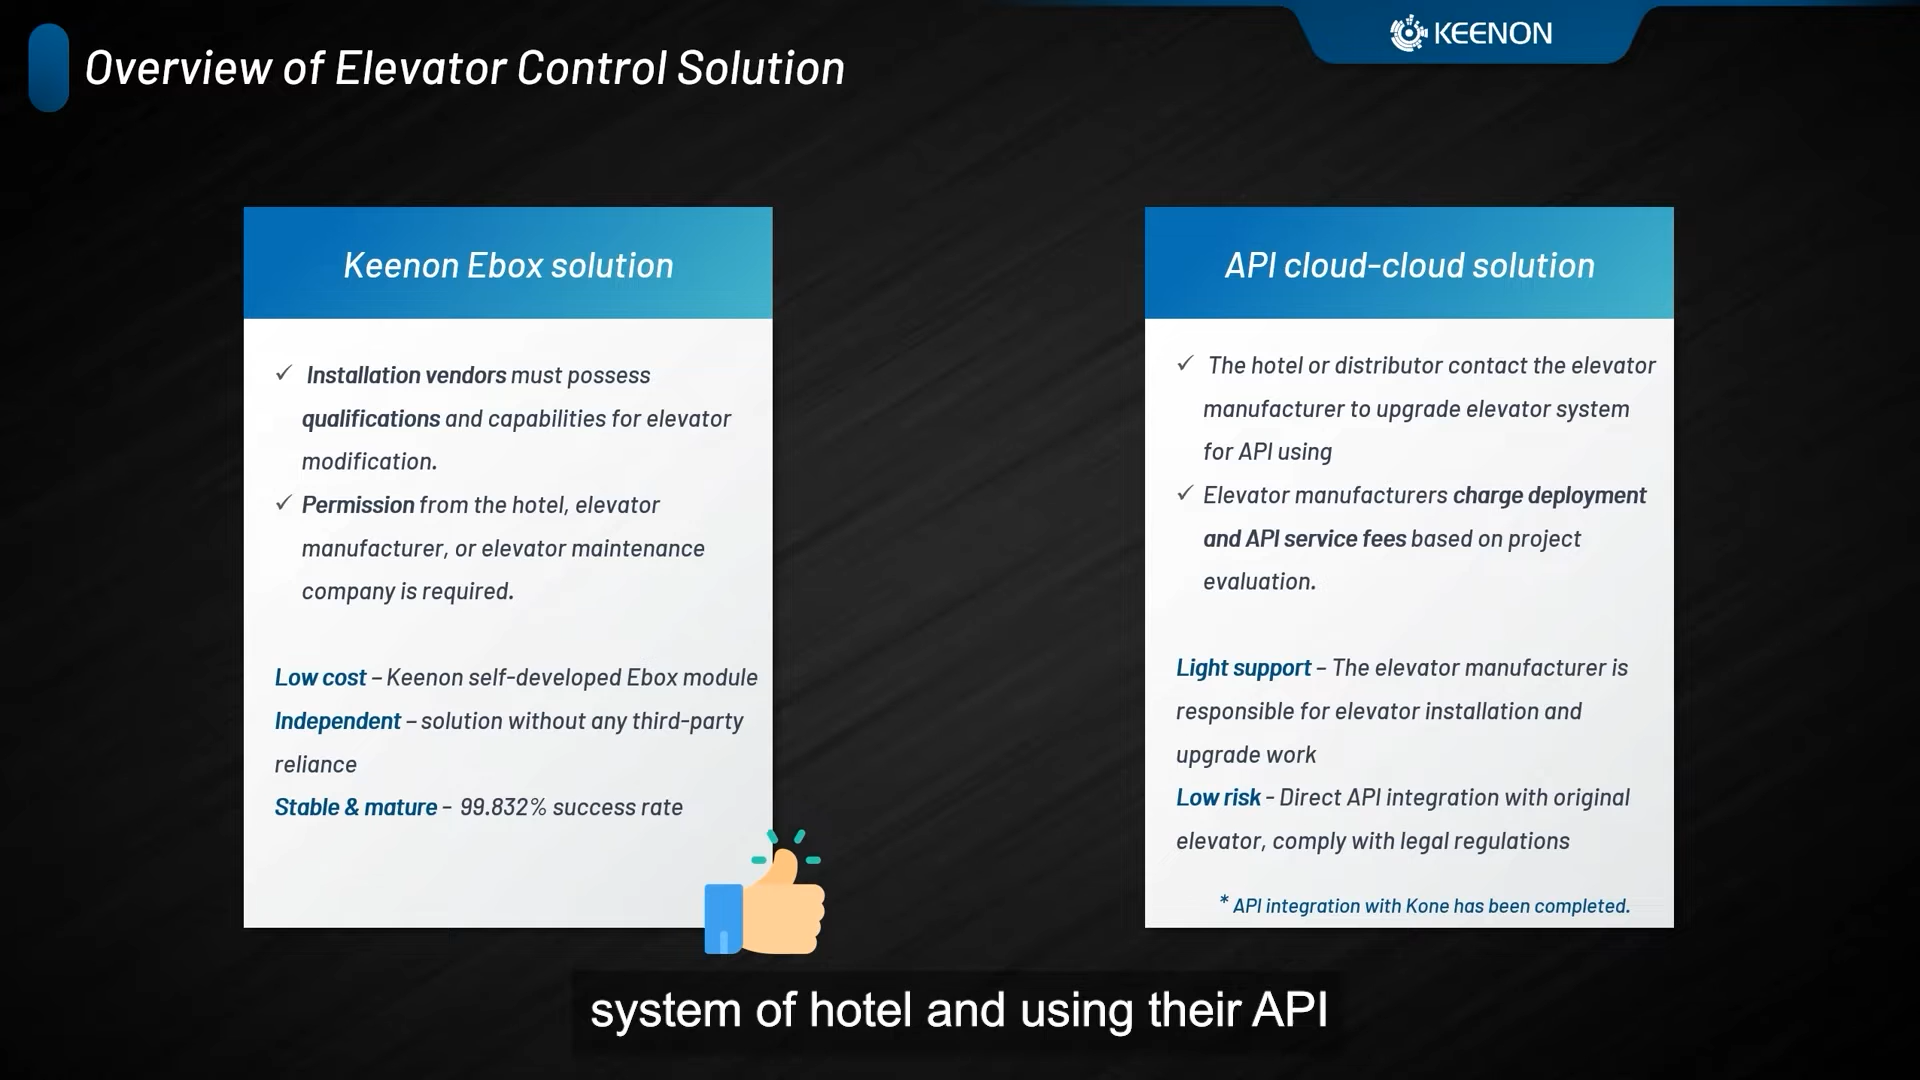 Overview of Elevator Control Solution
KEENON
Keenon Ebox solution
✓ Installation vendors must possess
qualifications and capabilities for elevator
modification.
✓ Permission from the hotel, elevator
manufacturer, or elevator maintenance
company is required.
Low cost – Keenon self-developed Ebox module
Independent – solution without any third-party
reliance
Stable & mature - 99.832% success rate
API cloud-cloud solution
✓ The hotel or distributor contact the elevator
manufacturer to upgrade elevator system
for API using
✓ Elevator manufacturers charge deployment
and API service fees based on project
evaluation.
Light support – The elevator manufacturer is
responsible for elevator installation and
upgrade work
Low risk - Direct API integration with original
elevator, comply with legal regulations
* API integration with Kone has been completed.
system of hotel and using their API